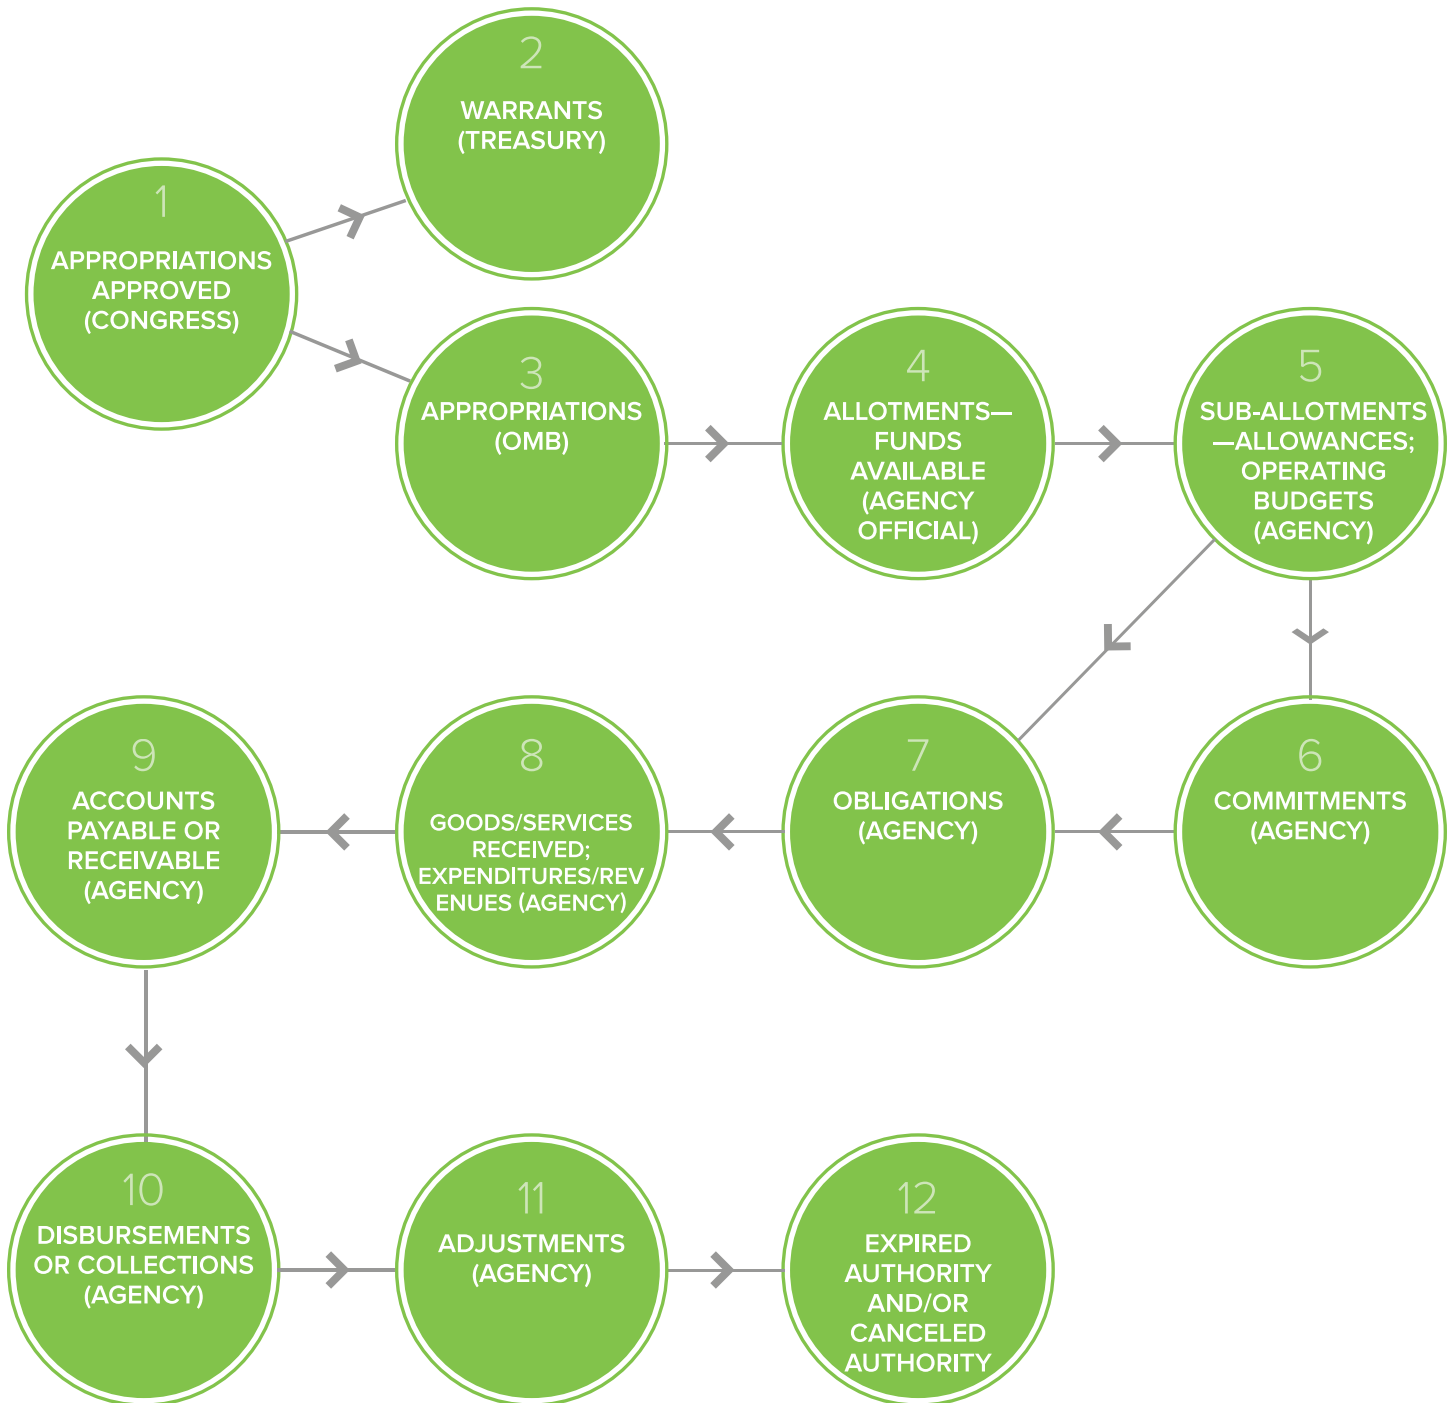 1
APPROPRIATIONS
APPROVED
(CONGRESS)
2
WARRANTS
(TREASURY)
3
APPROPRIATIONS
(OMB)
4
ALLOTMENTS—
FUNDS
AVAILABLE
(AGENCY
OFFICIAL)
5
SUB-ALLOTMENTS
—ALLOWANCES;
OPERATING
BUDGETS
(AGENCY)
6
COMMITMENTS
(AGENCY)
7
OBLIGATIONS
(AGENCY)
8
GOODS/SERVICES
RECEIVED;
EXPENDITURES/REV
ENUES (AGENCY)
9
ACCOUNTS
PAYABLE OR
RECEIVABLE
(AGENCY)
10
DISBURSEMENTS
OR COLLECTIONS
(AGENCY)
11
ADJUSTMENTS
(AGENCY)
12
EXPIRED
AUTHORITY
AND/OR
CANCELED
AUTHORITY